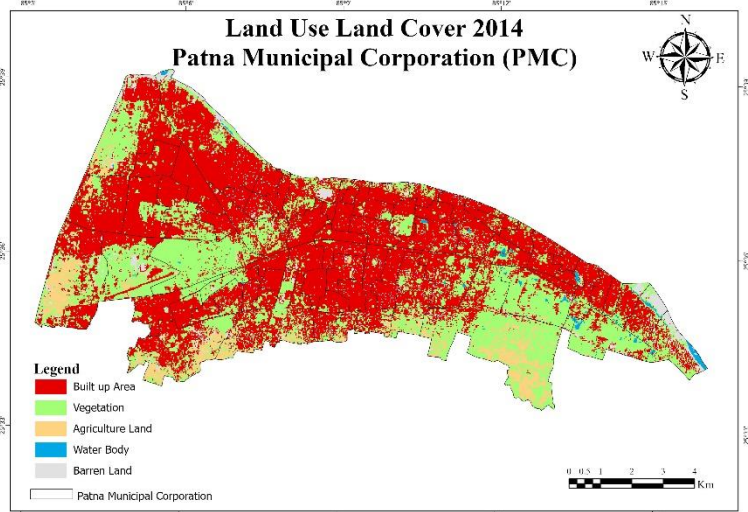 Land Use Land Cover 2014
Patna Municipal Corporation (PMC)
N
W E
S
Legend
Built up Area
Vegetation
Agriculture Land
Water Body
Barren Land
Patna Municipal Corporation
0 0.5 1 2 3 4
Km